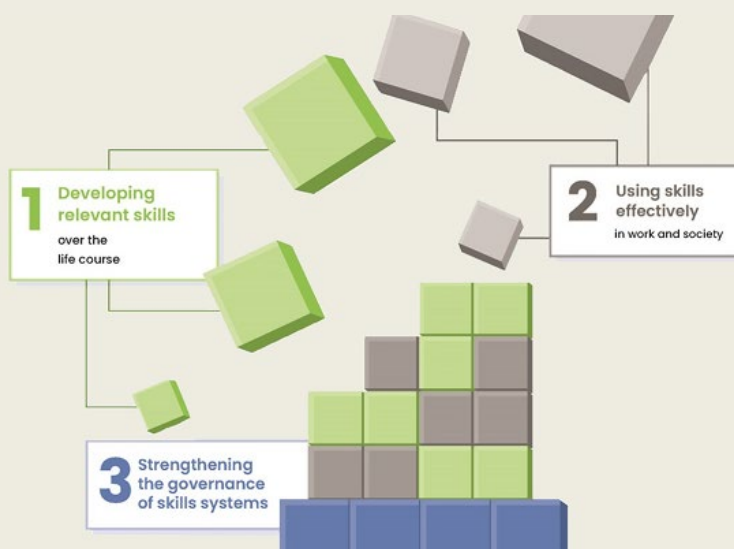 1
Developing
relevant skills
over the
life course
2
Using skills
effectively
in work and society
3
Strengthening
the governance
of skills systems